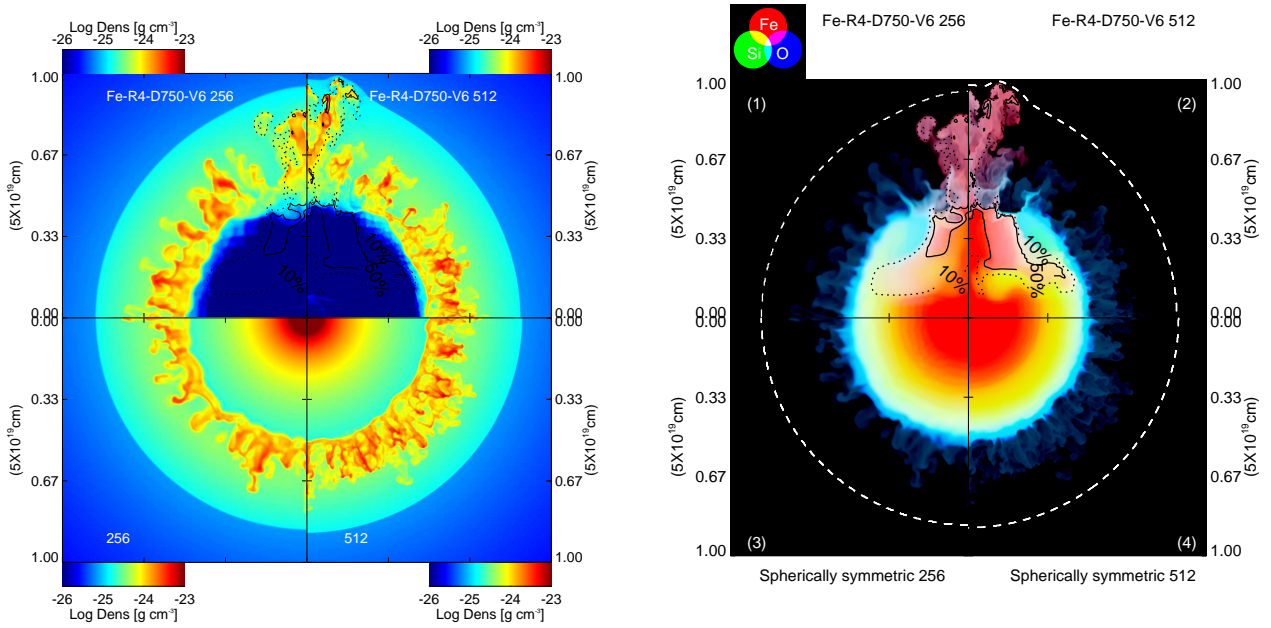 Log Dens [g cm⁻³]
-26 -25 -24 -23
Log Dens [g cm⁻³]
-26 -25 -24 -23
Fe-R4-D750-V6 256
Fe-R4-D750-V6 512
1.00
0.67
0.33
0.00
0.00
0.33
0.67
1.00
(5X10¹⁹cm)
(5X10¹⁹cm)
1.00
0.67
0.33
0.00
0.00
0.33
0.67
1.00
(5X10¹⁹cm)
(5X10¹⁹cm)
10%
10%
50%
256
512
-26 -25 -24 -23
Log Dens [g cm⁻³]
-26 -25 -24 -23
Log Dens [g cm⁻³]
Fe
Si
O
Fe-R4-D750-V6 256
Fe-R4-D750-V6 512
(1)
(2)
1.00
0.67
0.33
0.00
0.00
0.33
0.67
1.00
(5X10¹⁹cm)
(5X10¹⁹cm)
1.00
0.67
0.33
0.00
0.00
0.33
0.67
1.00
(5X10¹⁹cm)
(5X10¹⁹cm)
10%
10%
50%
(3)
(4)
Spherically symmetric 256
Spherically symmetric 512